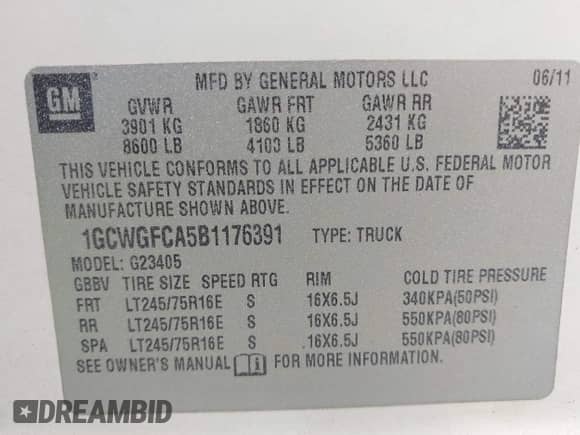 GM
MFD BY GENERAL MOTORS LLC 06/11
GVWR GAWR FRT GAWR RR
3901 KG 1860 KG 2431 KG
8600 LB 4100 LB 5360 LB
THIS VEHICLE CONFORMS TO ALL APPLICABLE U.S. FEDERAL MOTOR
VEHICLE SAFETY STANDARDS IN EFFECT ON THE DATE OF
MANUFACTURE SHOWN ABOVE.
1GCWGFCA5B1176391 TYPE: TRUCK
MODEL: G23405
GBBV TIRE SIZE SPEED RTG RIM COLD TIRE PRESSURE
FRT LT245/75R16E S 16X6.5J 340KPA(50PSI)
RR LT245/75R16E S 16X6.5J 550KPA(80PSI)
SPA LT245/75R16E S 16X6.5J 550KPA(80PSI)
SEE OWNER'S MANUAL FOR MORE INFORMATION.
DREAMBID